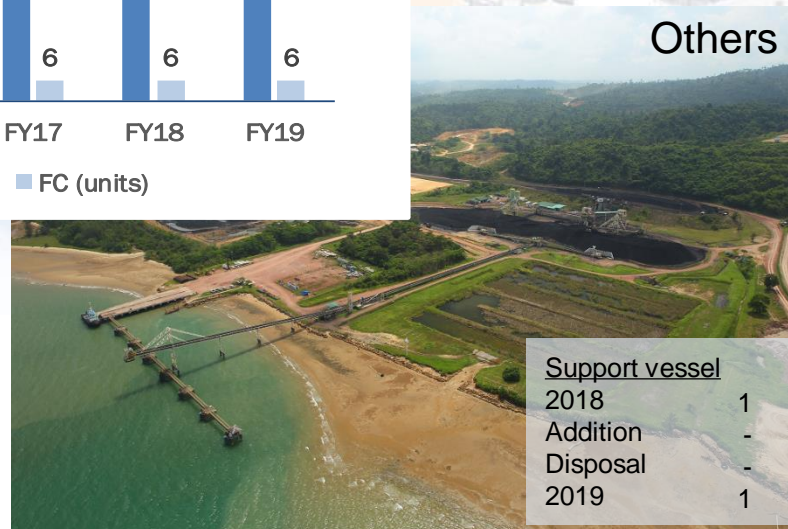 Others
6 6 6
FY17 FY18 FY19
FC (units)
Support vessel
2018 1
Addition -
Disposal -
2019 1